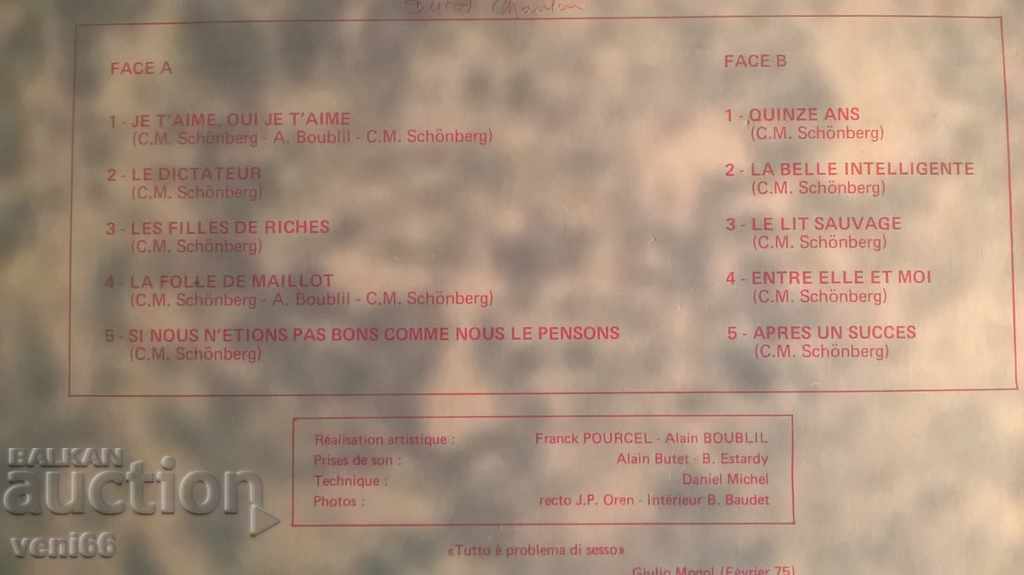 FACE A
1 - JE T'AIME, OUI JE T'AIME
(C.M. Schönberg - A. Boublil - C.M. Schönberg)
2 - LE DICTATEUR
(C.M. Schönberg)
3 - LES FILLES DE RICHES
(C.M. Schönberg)
4 - LA FOLLE DE MAILLOT
(C.M. Schönberg - A. Boublil - C.M. Schönberg)
5 - SI NOUS N'ETIONS PAS BONS COMME NOUS LE PENSONS
(C.M. Schönberg)
FACE B
1 - QUINZE ANS
(C.M. Schönberg)
2 - LA BELLE INTELLIGENTE
(C.M. Schönberg)
3 - LE LIT SAUVAGE
(C.M. Schönberg)
4 - ENTRE ELLE ET MOI
(C.M. Schönberg)
5 - APRES UN SUCCES
(C.M. Schönberg)
Réalisation artistique : Franck POURCEL - Alain BOUBLIL
Prises de son : Alain Butet - B. Estardy
Technique : Daniel Michel
Photos : recto J.P. Oren - Intérieur B. Baudet
«Tutto è problema di sesso»
Giulio Mogol (Février 75)
BALKAN
auction
veni66